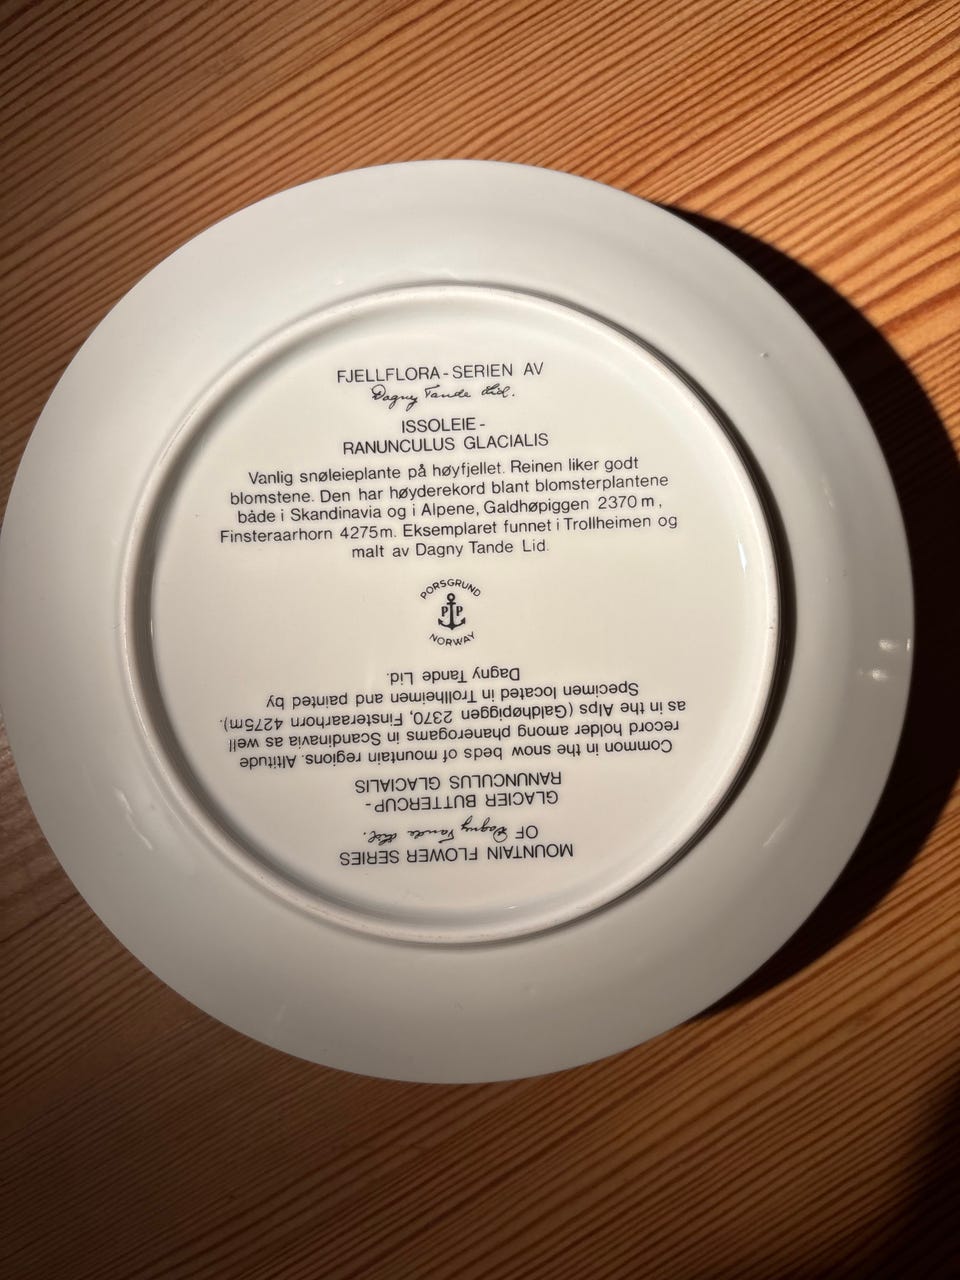 FJELLFLORA-SERIEN AV
Dagny Tande Lid.
ISSOLEIE-
RANUNCULUS GLACIALIS
Vanlig snøleieplante på høyfjellet. Reinen liker godt
blomstene. Den har høyderekord blant blomsterplantene
både i Skandinavia og i Alpene, Galdhøpiggen 2370 m,
Finsteraarhorn 4275m. Eksemplaret funnet i Trollheimen og
malt av Dagny Tande Lid.
PORSGRUND
P P
NORWAY
MOUNTAIN FLOWER SERIES
OF Dagny Tande Lid.
GLACIER BUTTERCUP-
RANUNCULUS GLACIALIS
Common in the snow beds of mountain regions. Altitude
record holder among phanerogams in Scandinavia as well
as in the Alps (Galdhøpiggen 2370, Finsteraarhorn 4275m).
Specimen located in Trollheimen and painted by
Dagny Tande Lid.